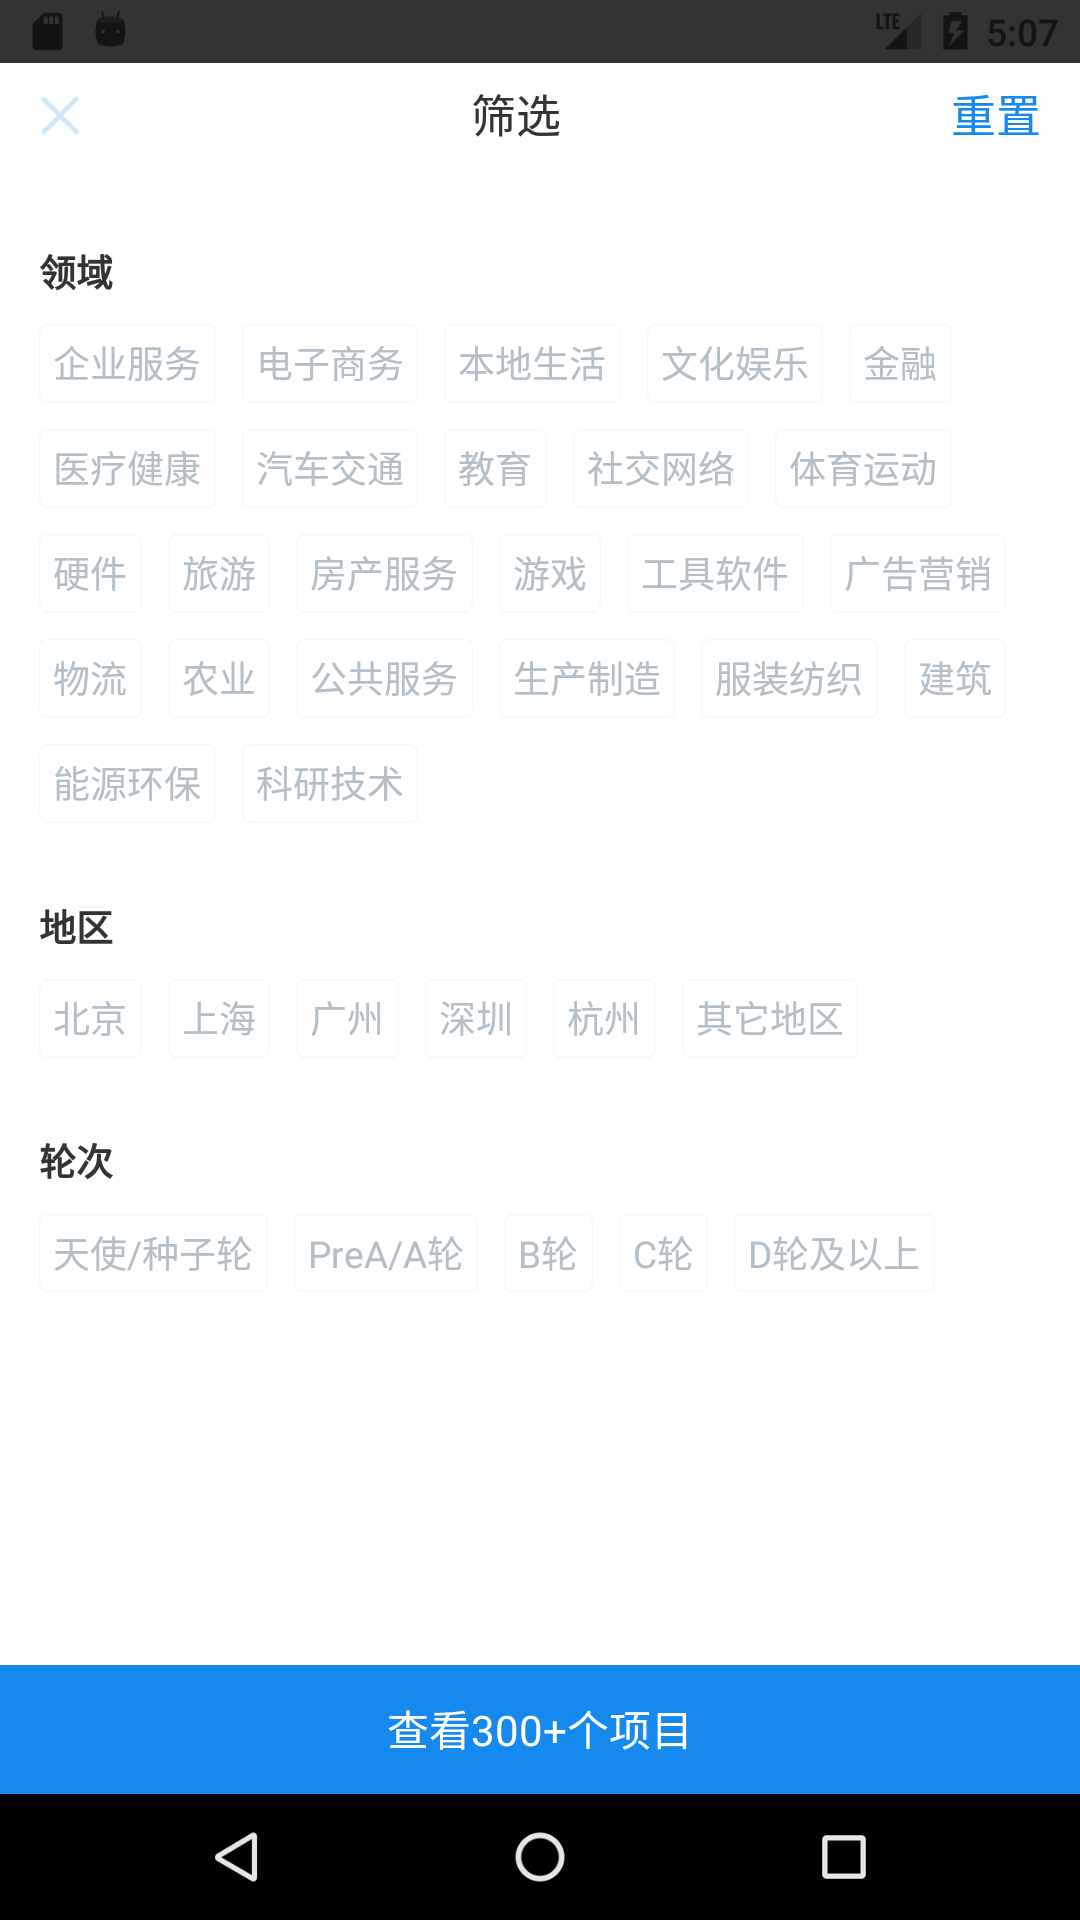 LTE 5:07
筛选 重置
领域
企业服务 电子商务 本地生活 文化娱乐 金融
医疗健康 汽车交通 教育 社交网络 体育运动
硬件 旅游 房产服务 游戏 工具软件 广告营销
物流 农业 公共服务 生产制造 服装纺织 建筑
能源环保 科研技术
地区
北京 上海 广州 深圳 杭州 其它地区
轮次
天使/种子轮 PreA/A轮 B轮 C轮 D轮及以上
查看300+个项目